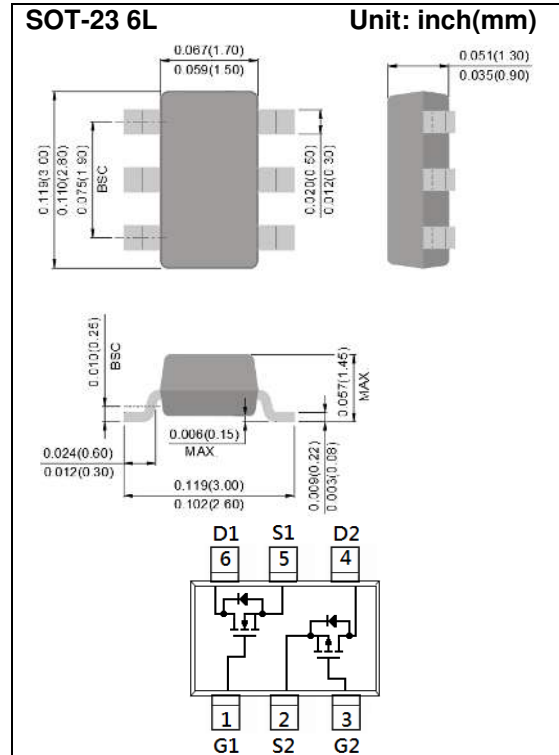 SOT-23 6L Unit: inch(mm)
0.067(1.70)
0.059(1.50)
0.051(1.30)
0.035(0.90)
0.119(3.00)
0.110(2.80)
0.075(1.90)
BSC
0.020(0.50)
0.012(0.30)
0.010(0.25)
BSC
0.057(1.45)
MAX
0.006(0.15)
MAX.
0.024(0.60)
0.012(0.30)
0.119(3.00)
0.102(2.60)
0.009(0.22)
0.003(0.08)
D1 S1 D2
6 5 4
1 2 3
G1 S2 G2